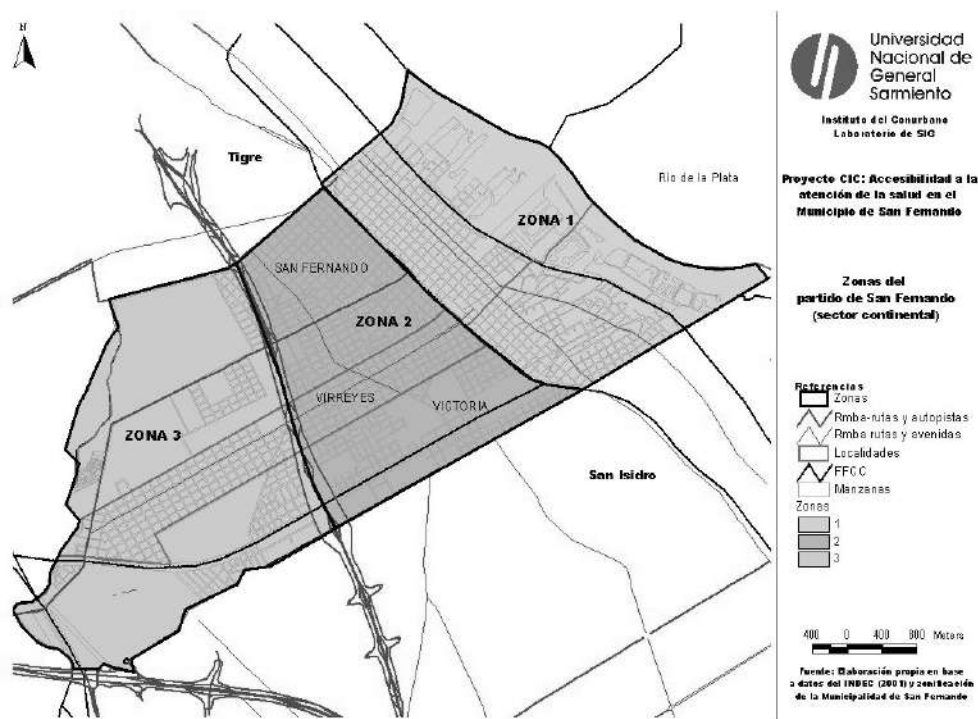 N
Tigre
Río de la Plata
ZONA 1
SAN FERNANDO
ZONA 2
VIRREYES
VICTORIA
ZONA 3
San Isidro
Universidad
Nacional de
General
Sarmiento
Instituto del Conurbano
Laboratorio de SIG
Proyecto CIC: Accesibilidad a la
atención de la salud en el
Municipio de San Fernando
Zonas del
partido de San Fernando
(sector continental)
Referencias
Zonas
Rmba-rutas y autopistas
Rmba rutas y avenidas
Localidades
FFCC
Manzanas
Zonas
1
2
3
400 0 400 800 Meters
Fuente: Elaboración propia en base
a datos del INDEC (2001) y zonificación
de la Municipalidad de San Fernando